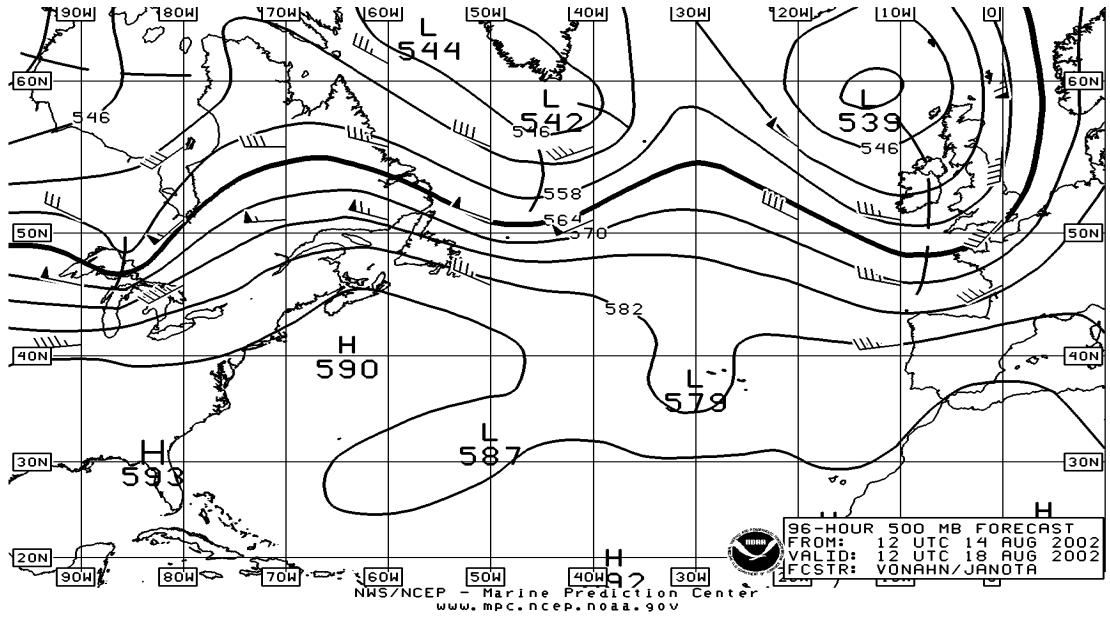 90W 80W 70W 60W 50W 40W 30W 20W 10W 0
L
544
60N 60N
L
542
L
539
546 546 546
558
564
50N 570 50N
582
H
590
40N 40N
L
579
L
587
H
593
30N 30N
H
H
20N
H
90W 80W 70W 60W 50W 40W 30W
NOAA
96-HOUR 500 MB FORECAST
FROM: 12 UTC 14 AUG 2002
VALID: 12 UTC 18 AUG 2002
FCSTR: VONAHN/JANOTA
NWS/NCEP - Marine Prediction Center
www.mpc.ncep.noaa.gov